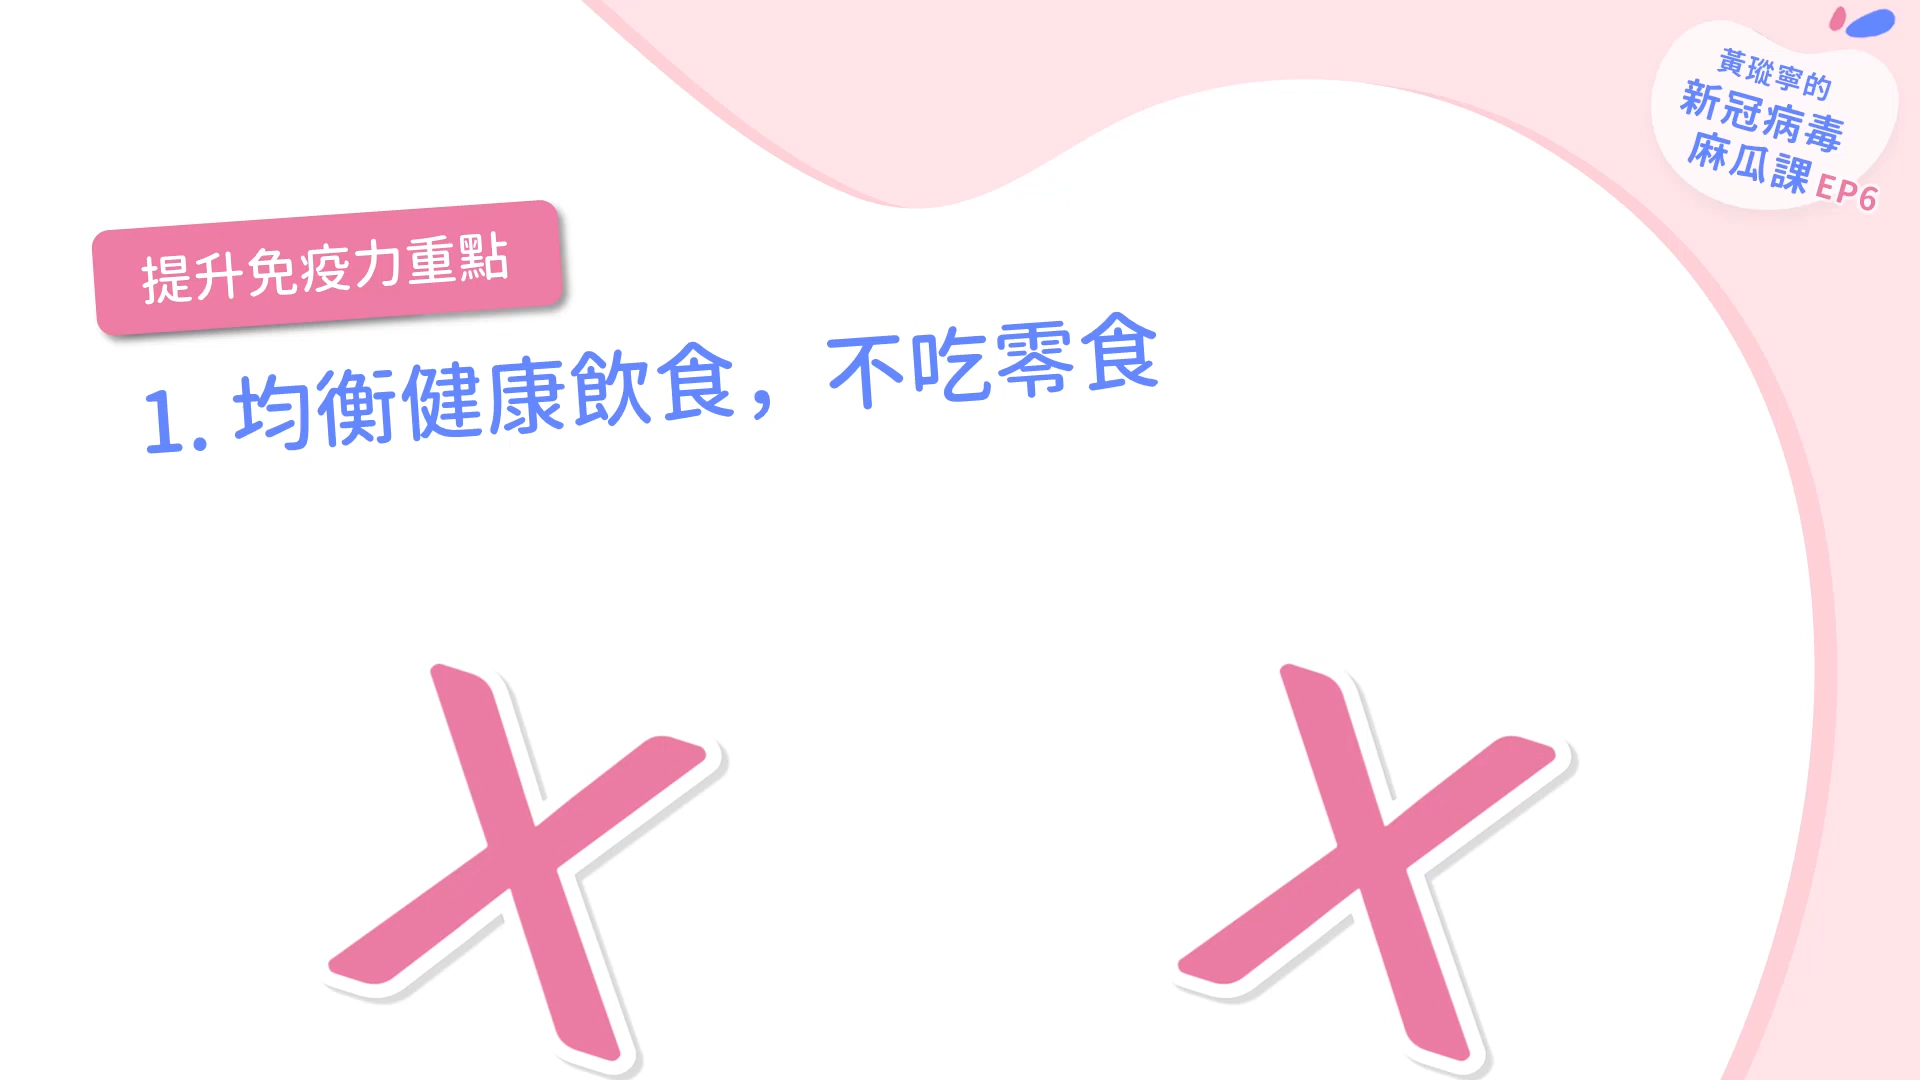 黃瑽寧的
新冠病毒
麻瓜課 EP6
提升免疫力重點
1. 均衡健康飲食，不吃零食